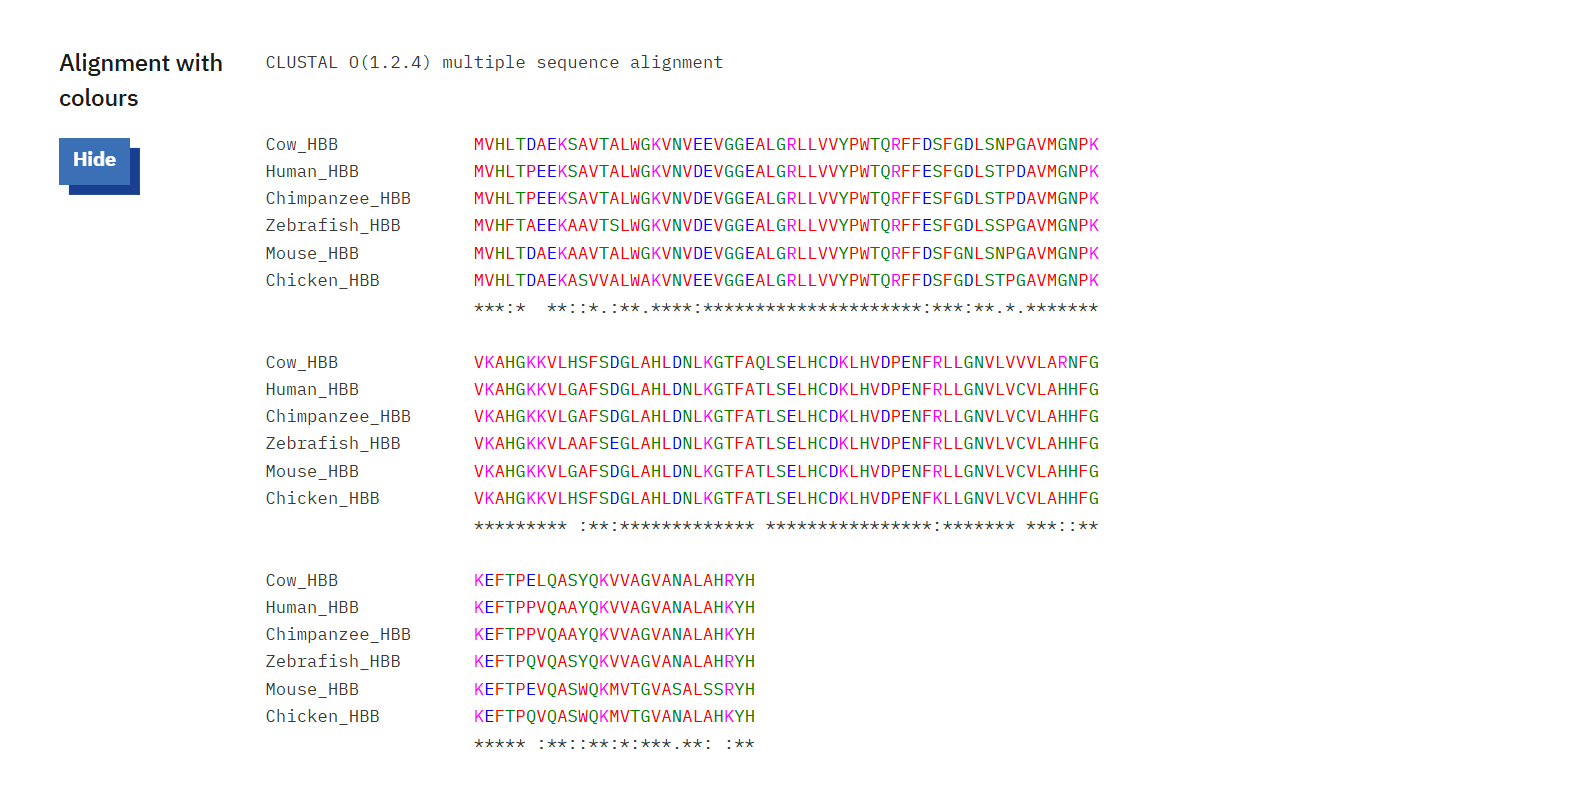 Alignment with
colours
Hide
CLUSTAL O(1.2.4) multiple sequence alignment
Cow_HBB MVHLTDAEKSAVTALWGKVNVEEVGGEALGRLLVVYPWTQRFFDSFGDLSNPGAVMGNPK
Human_HBB MVHLTPEEKSAVTALWGKVNVDEVGGEALGRLLVVYPWTQRFFESFGDLSTPDAVMGNPK
Chimpanzee_HBB MVHLTPEEKSAVTALWGKVNVDEVGGEALGRLLVVYPWTQRFFESFGDLSTPDAVMGNPK
Zebrafish_HBB MVHFTAEEKAAVTSLWGKVNVDEVGGEALGRLLVVYPWTQRFFESFGDLSSPGAVMGNPK
Mouse_HBB MVHLTDAEKAAVTALWGKVNVDEVGGEALGRLLVVYPWTQRFFDSFGNLSNPGAVMGNPK
Chicken_HBB MVHLTDAEKASVVALWAKVNVEEVGGEALGRLLVVYPWTQRFFDSFGDLSTPGAVMGNPK
***:*  **::*.:**.****:*********************:***:**.*.*******
Cow_HBB VKAHGKKVLHSFSDGLAHLDNLKGTFAQLSELHCDKLHVDPENFRLLGNVLVVVLARNFG
Human_HBB VKAHGKKVLGAFSDGLAHLDNLKGTFATLSELHCDKLHVDPENFRLLGNVLVCVLAHHFG
Chimpanzee_HBB VKAHGKKVLGAFSDGLAHLDNLKGTFATLSELHCDKLHVDPENFRLLGNVLVCVLAHHFG
Zebrafish_HBB VKAHGKKVLAAFSEGLAHLDNLKGTFATLSELHCDKLHVDPENFRLLGNVLVCVLAHHFG
Mouse_HBB VKAHGKKVLGAFSDGLAHLDNLKGTFATLSELHCDKLHVDPENFRLLGNVLVCVLAHHFG
Chicken_HBB VKAHGKKVLHSFSDGLAHLDNLKGTFATLSELHCDKLHVDPENFKLLGNVLVCVLAHHFG
********* :**:************* ****************:******* ***::**
Cow_HBB KEFTPELQASYQKVVAGVANALAHRYH
Human_HBB KEFTPPVQAAYQKVVAGVANALAHKYH
Chimpanzee_HBB KEFTPPVQAAYQKVVAGVANALAHKYH
Zebrafish_HBB KEFTPQVQASYQKVVAGVANALAHRYH
Mouse_HBB KEFTPEVQASWQKMVTGVASALSSRYH
Chicken_HBB KEFTPQVQASWQKMVTGVANALAHKYH
***** :**::**:*:***.**: :**